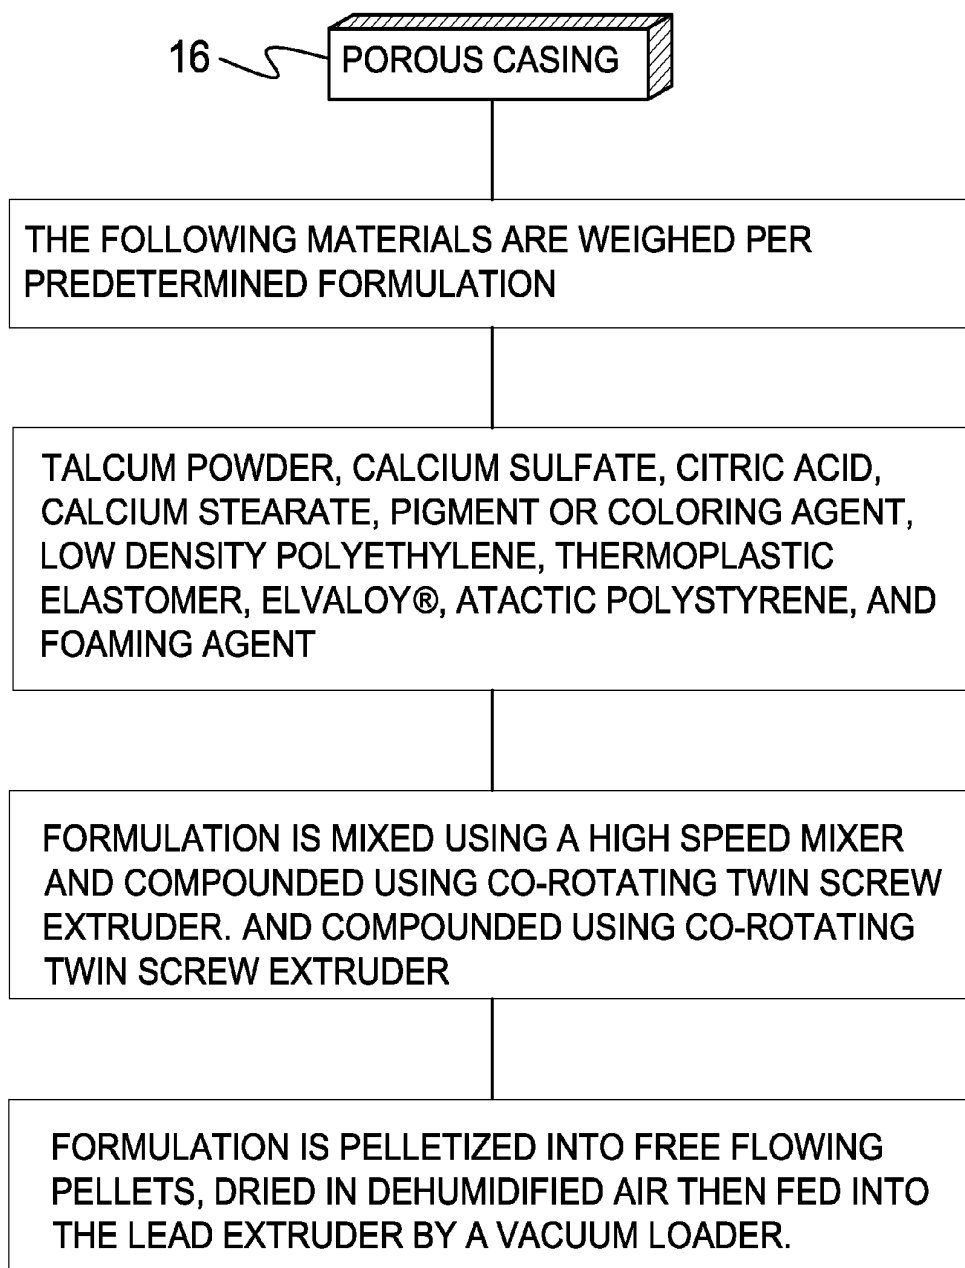 16 POROUS CASING
THE FOLLOWING MATERIALS ARE WEIGHED PER
PREDETERMINED FORMULATION
TALCUM POWDER, CALCIUM SULFATE, CITRIC ACID,
CALCIUM STEARATE, PIGMENT OR COLORING AGENT,
LOW DENSITY POLYETHYLENE, THERMOPLASTIC
ELASTOMER, ELVALOY®, ATACTIC POLYSTYRENE, AND
FOAMING AGENT
FORMULATION IS MIXED USING A HIGH SPEED MIXER
AND COMPOUNDED USING CO-ROTATING TWIN SCREW
EXTRUDER. AND COMPOUNDED USING CO-ROTATING
TWIN SCREW EXTRUDER
FORMULATION IS PELLETIZED INTO FREE FLOWING
PELLETS, DRIED IN DEHUMIDIFIED AIR THEN FED INTO
THE LEAD EXTRUDER BY A VACUUM LOADER.